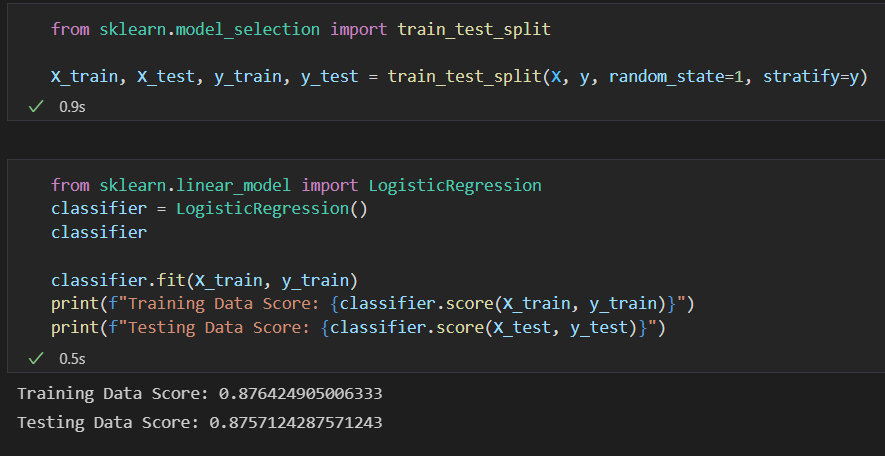 from sklearn.model_selection import train_test_split
X_train, X_test, y_train, y_test = train_test_split(X, y, random_state=1, stratify=y)
✓ 0.9s
from sklearn.linear_model import LogisticRegression
classifier = LogisticRegression()
classifier
classifier.fit(X_train, y_train)
print(f"Training Data Score: {classifier.score(X_train, y_train)}")
print(f"Testing Data Score: {classifier.score(X_test, y_test)}")
✓ 0.5s
Training Data Score: 0.876424905006333
Testing Data Score: 0.8757124287571243